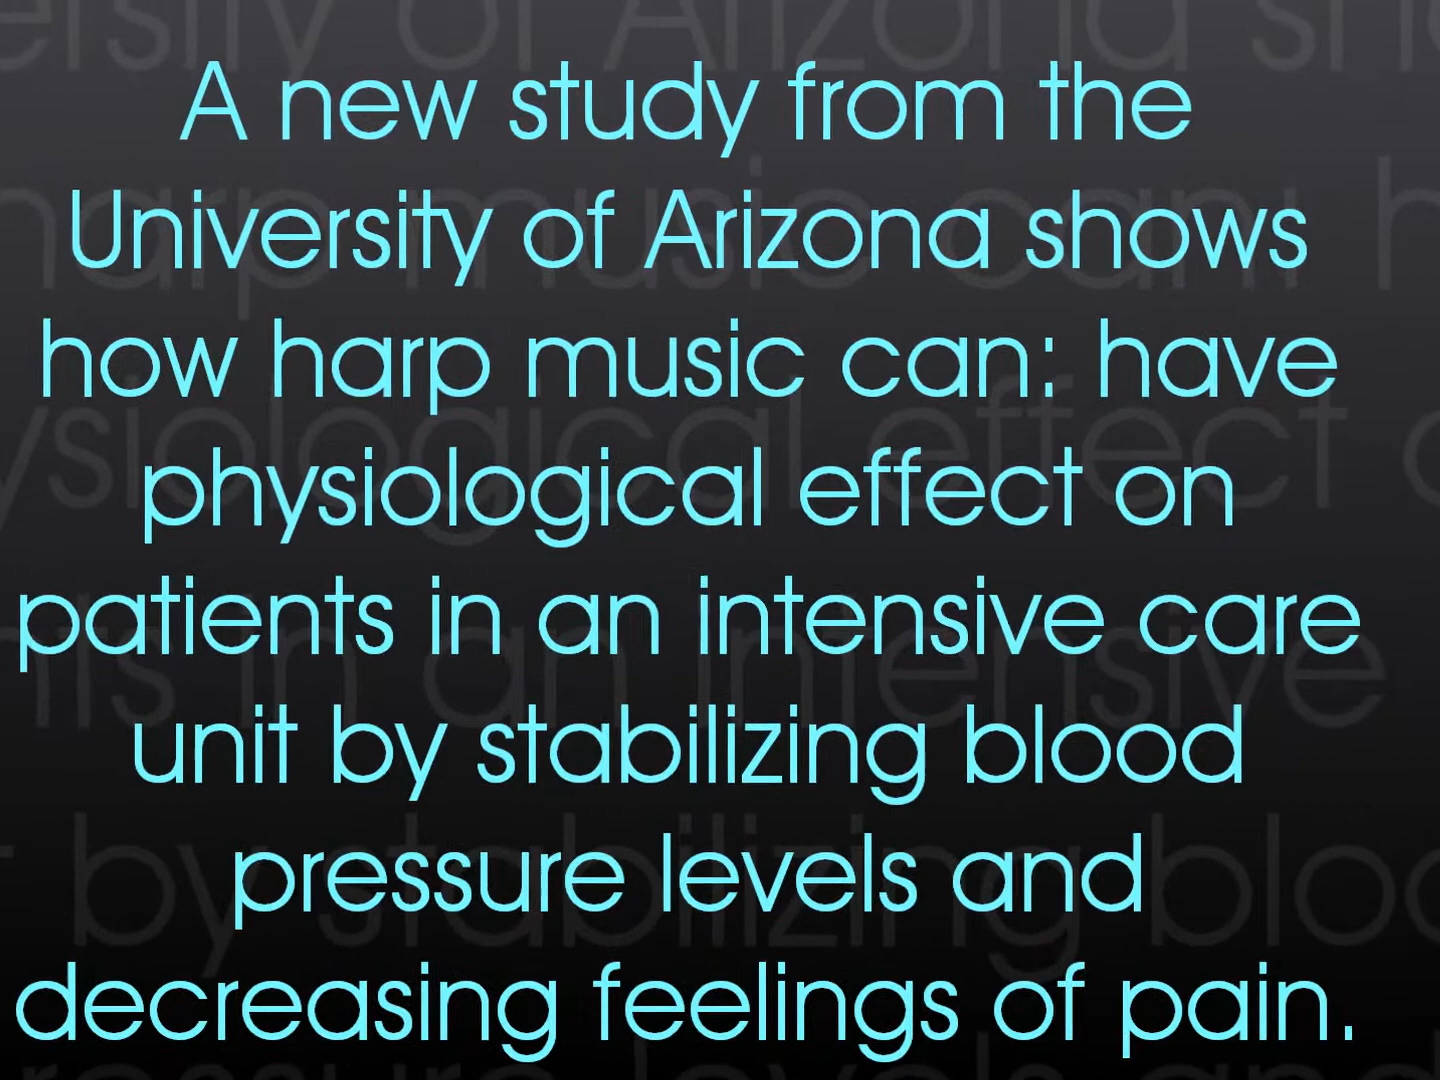 A new study from the
University of Arizona shows
how harp music can: have
physiological effect on
patients in an intensive care
unit by stabilizing blood
pressure levels and
decreasing feelings of pain.